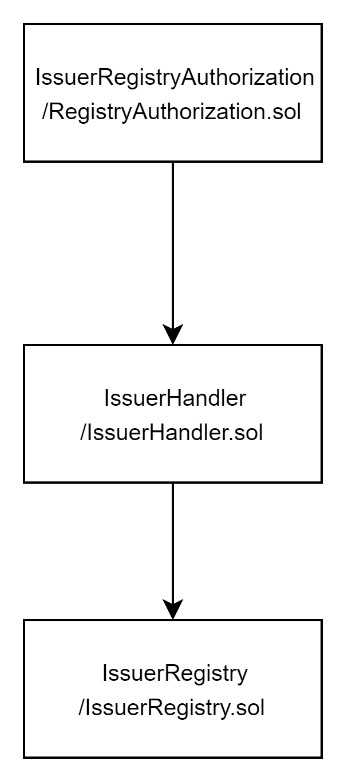 IssuerRegistryAuthorization
/RegistryAuthorization.sol
IssuerHandler
/IssuerHandler.sol
IssuerRegistry
/IssuerRegistry.sol